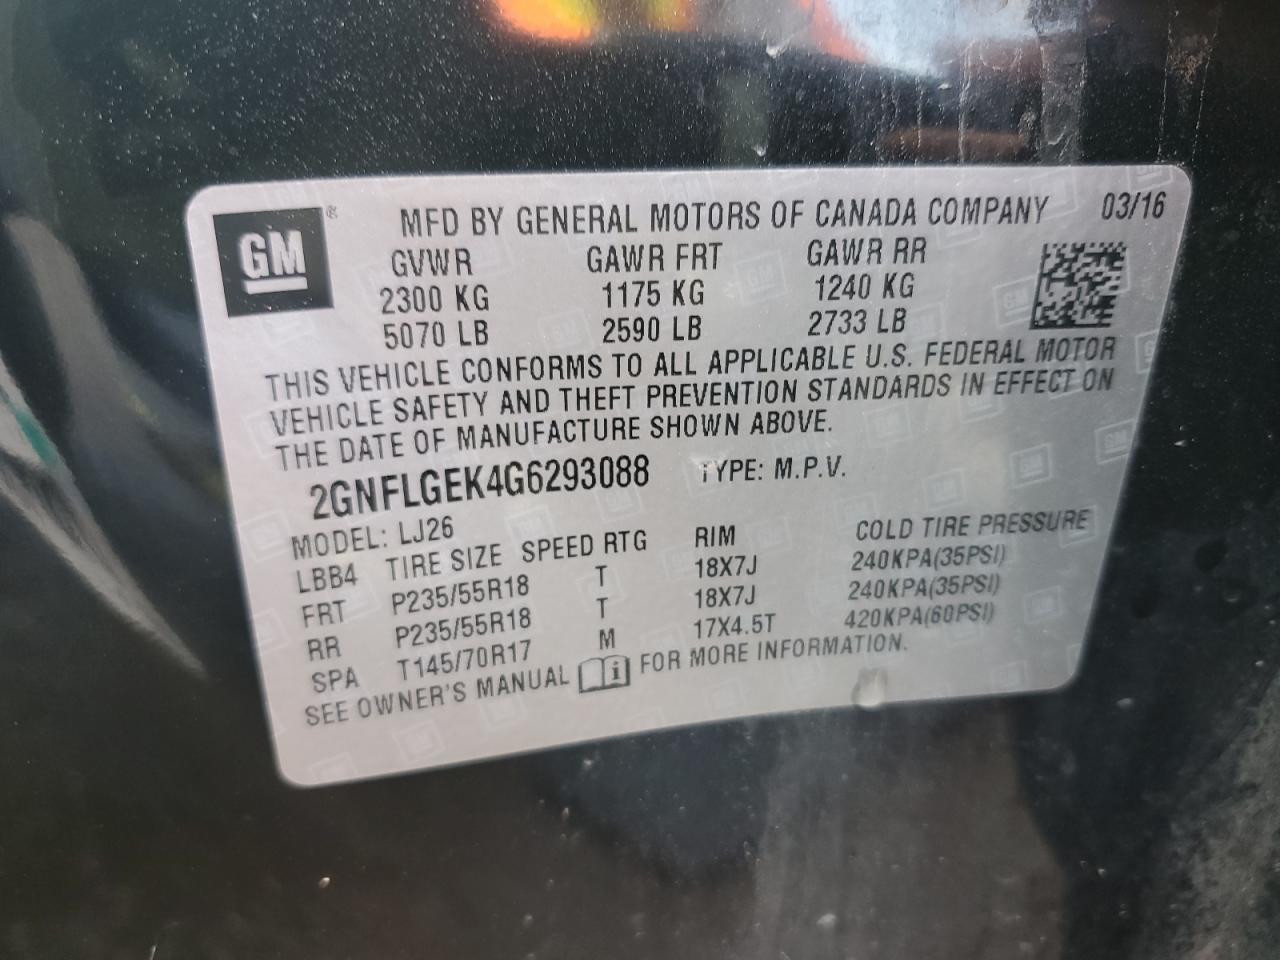 GM ® MFD BY GENERAL MOTORS OF CANADA COMPANY 03/16
GVWR GAWR FRT GAWR RR
2300 KG 1175 KG 1240 KG
5070 LB 2590 LB 2733 LB
THIS VEHICLE CONFORMS TO ALL APPLICABLE U.S. FEDERAL MOTOR
VEHICLE SAFETY AND THEFT PREVENTION STANDARDS IN EFFECT ON
THE DATE OF MANUFACTURE SHOWN ABOVE.
2GNFLGEK4G6293088 TYPE: M.P.V.
MODEL: LJ26
LBB4 TIRE SIZE SPEED RTG RIM COLD TIRE PRESSURE
FRT P235/55R18 T 18X7J 240KPA(35PSI)
RR P235/55R18 T 18X7J 240KPA(35PSI)
SPA T145/70R17 M 17X4.5T 420KPA(60PSI)
SEE OWNER'S MANUAL i FOR MORE INFORMATION.